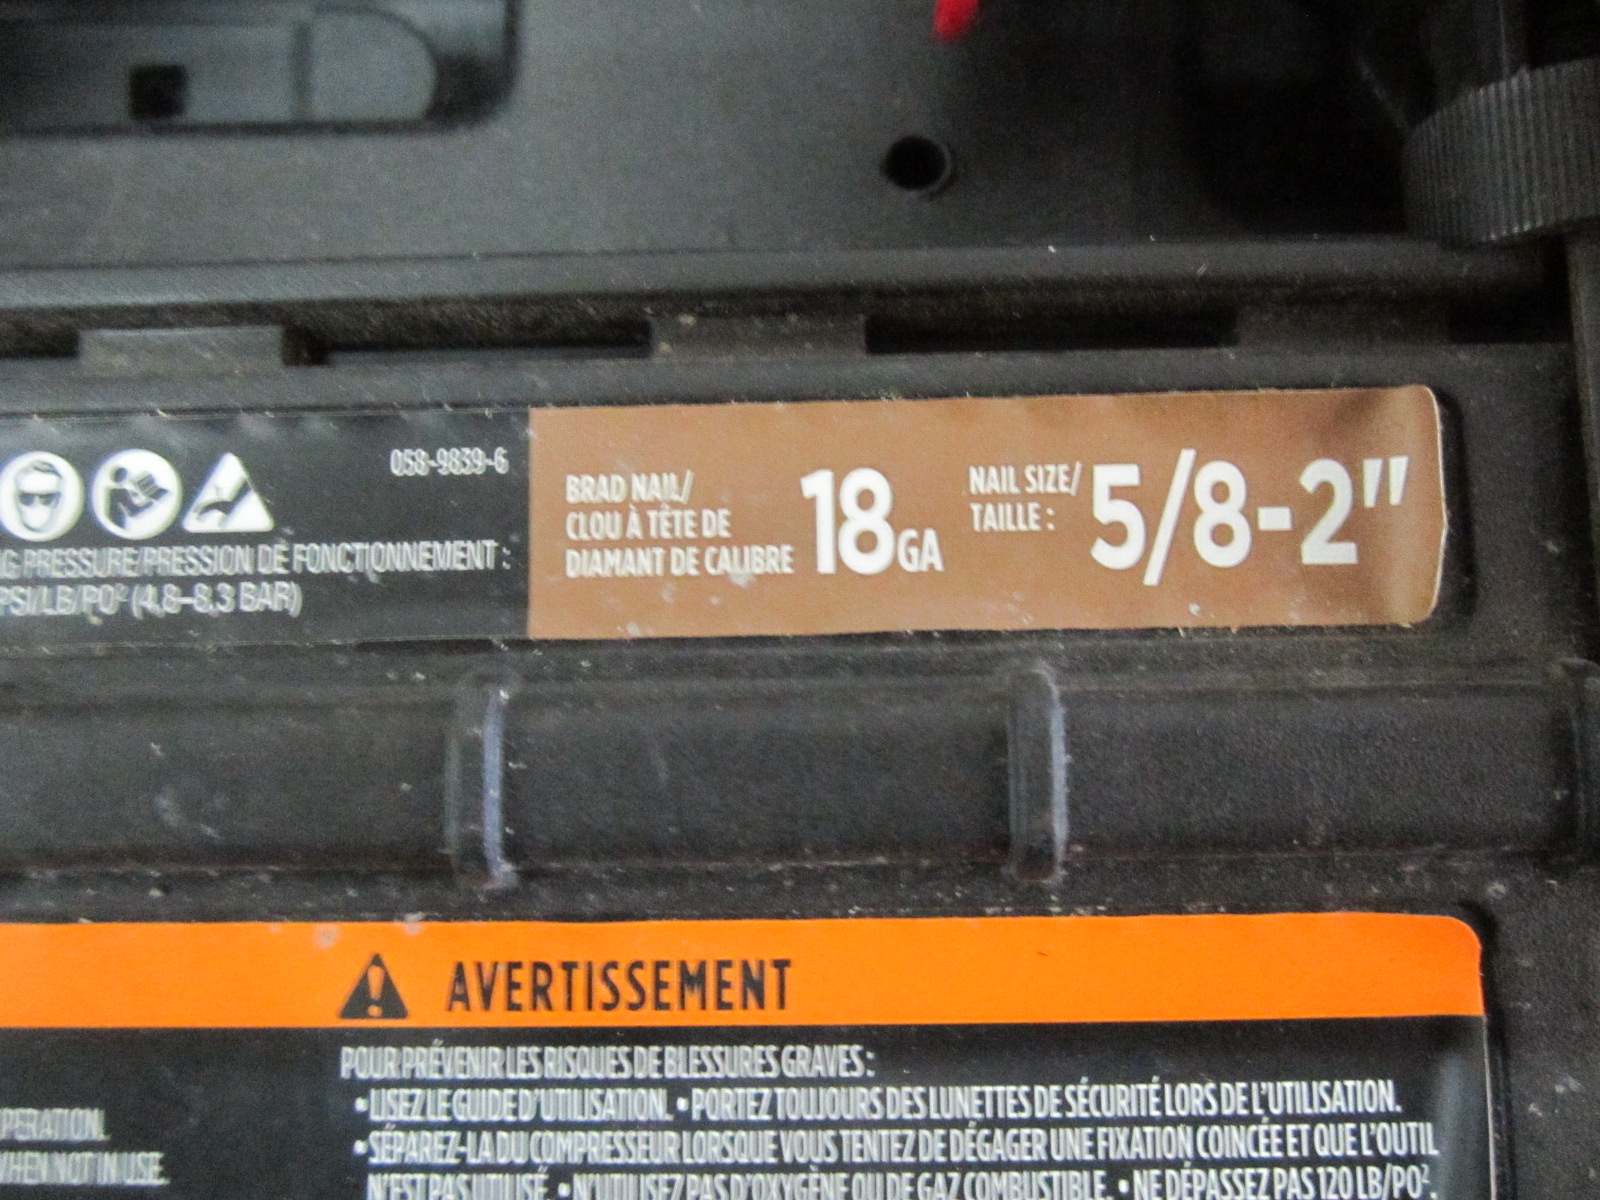 058-9839-6
G PRESSURE/PRESSION DE FONCTIONNEMENT :
PSI/LB/PO² (4,8–8,3 BAR)
BRAD NAIL/
CLOU À TÊTE DE
DIAMANT DE CALIBRE
18GA
NAIL SIZE/
TAILLE :
5/8-2"
AVERTISSEMENT
PERATION.
WHEN NOT IN USE.
POUR PRÉVENIR LES RISQUES DE BLESSURES GRAVES :
• LISEZ LE GUIDE D'UTILISATION. • PORTEZ TOUJOURS DES LUNETTES DE SÉCURITÉ LORS DE L'UTILISATION.
• SÉPAREZ-LA DU COMPRESSEUR LORSQUE VOUS TENTEZ DE DÉGAGER UNE FIXATION COINCÉE ET QUE L'OUTIL
N'EST PAS UTILISÉ. • N'UTILISEZ PAS D'OXYGÈNE OU DE GAZ COMBUSTIBLE. • NE DÉPASSEZ PAS 120 LB/PO².